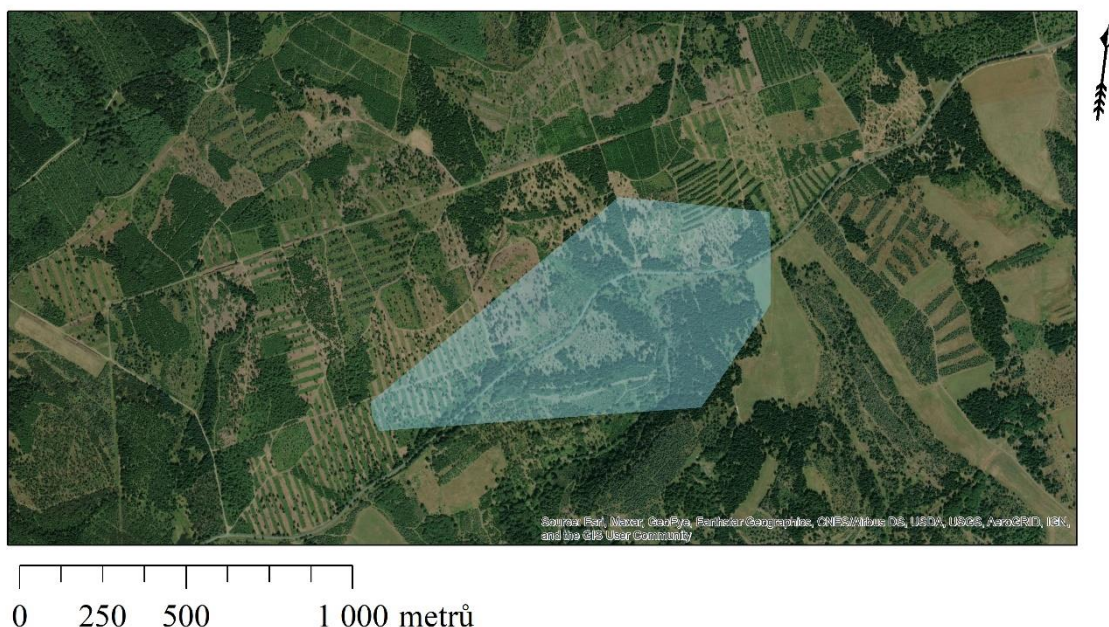 Source: Esri, Maxar, GeoEye, Earthstar Geographics, CNES/Airbus DS, USDA, USGS, AeroGRID, IGN,
and the GIS User Community
0 250 500 1 000 metrů